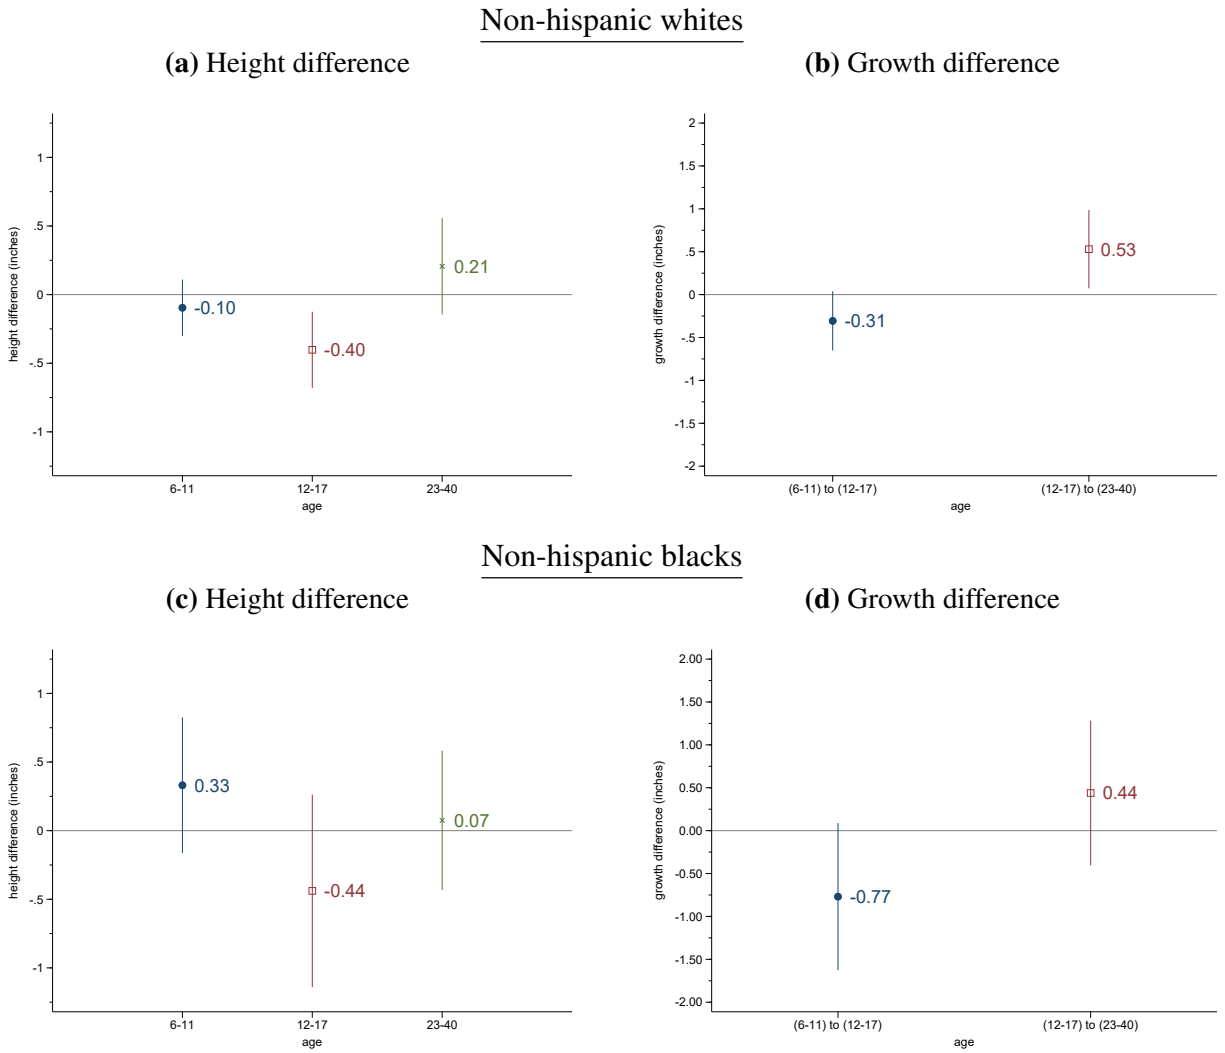 Non-hispanic whites
(a) Height difference
(b) Growth difference
height difference (inches)
1
.5
0
-.5
-1
-0.10
-0.40
0.21
6-11
12-17
23-40
age
growth difference (inches)
2
1.5
1
.5
0
-.5
-1
-1.5
-2
-0.31
0.53
(6-11) to (12-17)
(12-17) to (23-40)
age
Non-hispanic blacks
(c) Height difference
(d) Growth difference
height difference (inches)
1
.5
0
-.5
-1
0.33
-0.44
0.07
6-11
12-17
23-40
age
growth difference (inches)
2.00
1.50
1.00
0.50
0.00
-0.50
-1.00
-1.50
-2.00
-0.77
0.44
(6-11) to (12-17)
(12-17) to (23-40)
age